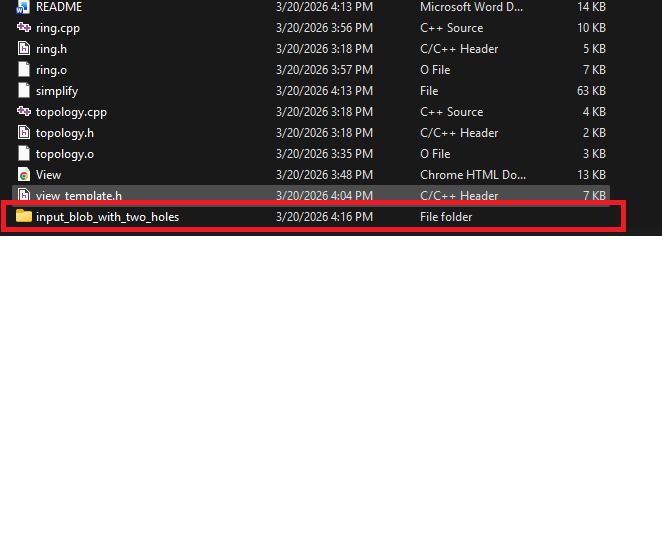 README 3/20/2026 4:13 PM Microsoft Word D... 14 KB
ring.cpp 3/20/2026 3:56 PM C++ Source 10 KB
ring.h 3/20/2026 3:18 PM C/C++ Header 5 KB
ring.o 3/20/2026 3:57 PM O File 7 KB
simplify 3/20/2026 4:13 PM File 63 KB
topology.cpp 3/20/2026 3:18 PM C++ Source 4 KB
topology.h 3/20/2026 3:18 PM C/C++ Header 2 KB
topology.o 3/20/2026 3:35 PM O File 3 KB
View 3/20/2026 3:48 PM Chrome HTML Do... 13 KB
view_template.h 3/20/2026 4:04 PM C/C++ Header 7 KB
input_blob_with_two_holes 3/20/2026 4:16 PM File folder